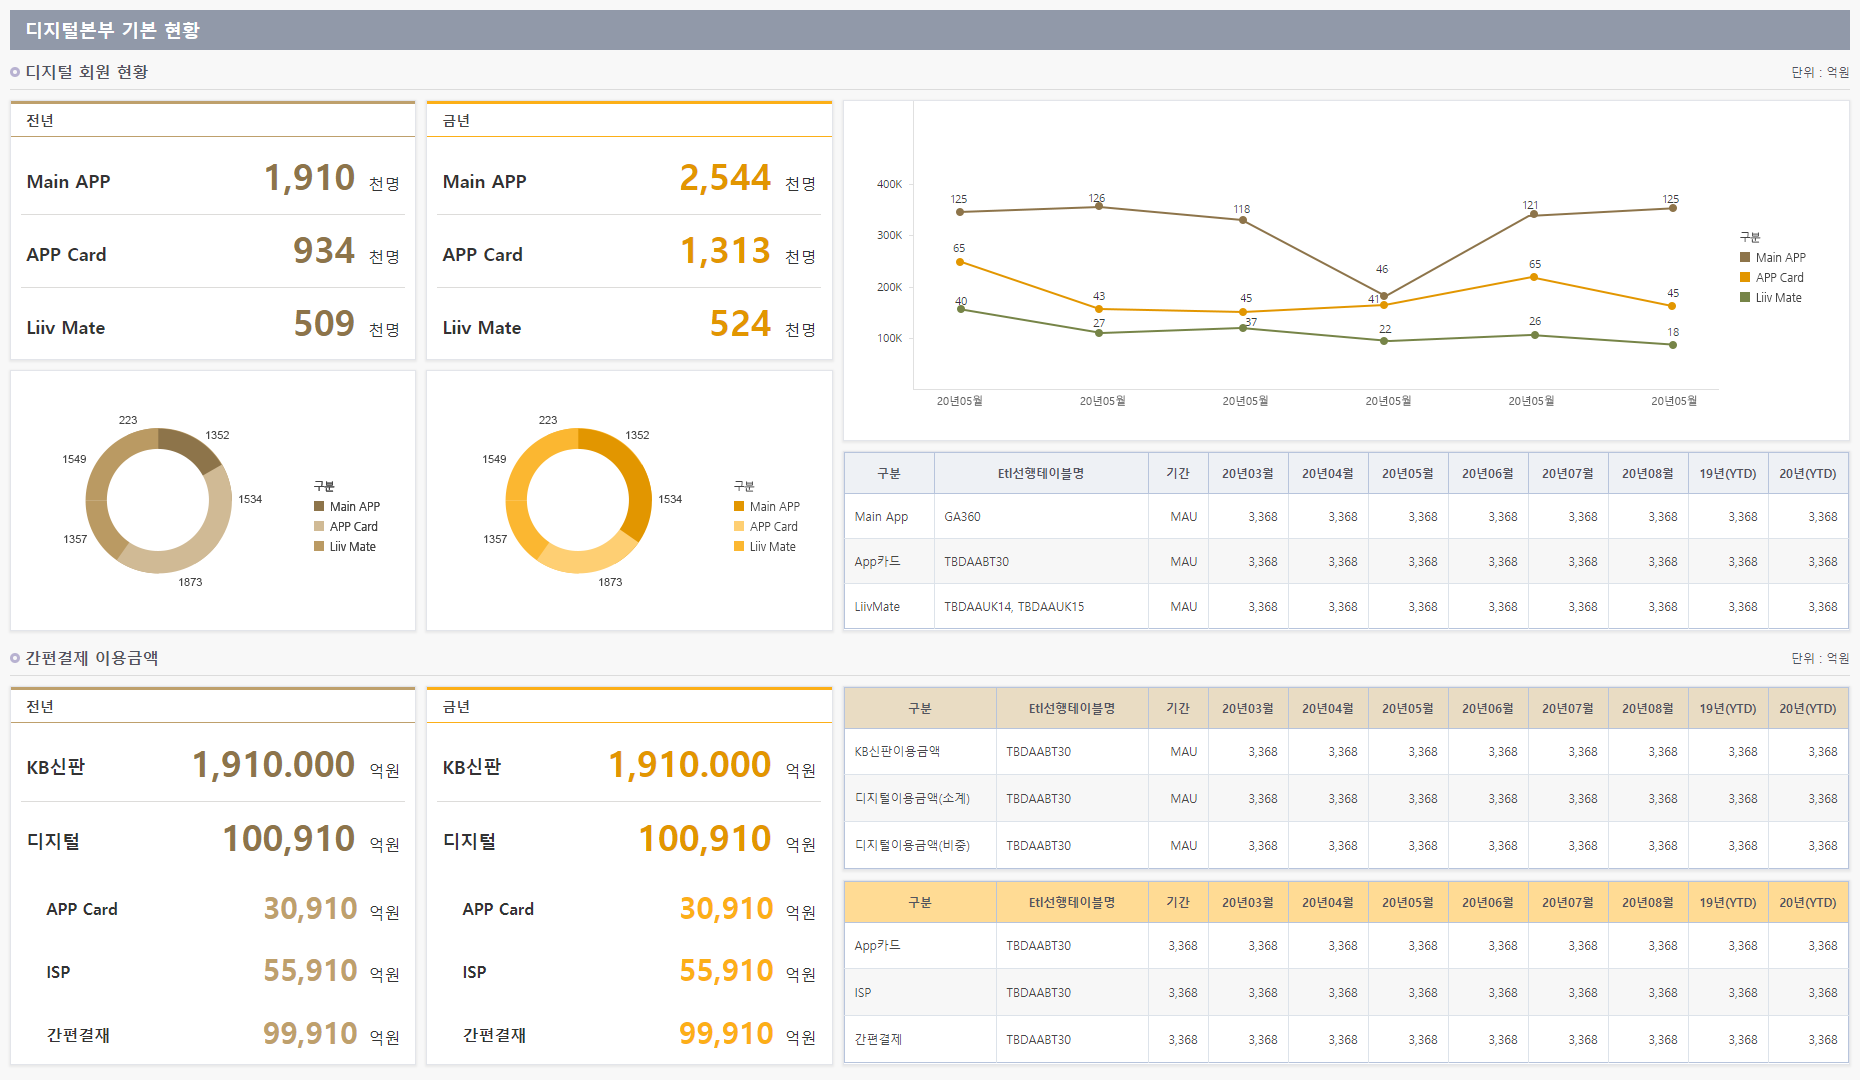 디지털본부 기본 현황
디지털 회원 현황
단위 : 억원
전년
Main APP 1,910 천명
APP Card 934 천명
Liiv Mate 509 천명
금년
Main APP 2,544 천명
APP Card 1,313 천명
Liiv Mate 524 천명
400K
300K
200K
100K
125 126 118 46 121 125
65 43 45 41 65 45
40 27 37 22 26 18
20년05월 20년05월 20년05월 20년05월 20년05월 20년05월
구분
Main APP
APP Card
Liiv Mate
223
1352
1549
1534
1357
1873
구분
Main APP
APP Card
Liiv Mate
223
1352
1549
1534
1357
1873
구분
Main APP
APP Card
Liiv Mate
구분 Etl선행테이블명 기간 20년03월 20년04월 20년05월 20년06월 20년07월 20년08월 19년(YTD) 20년(YTD)
Main App GA360 MAU 3,368 3,368 3,368 3,368 3,368 3,368 3,368 3,368
App카드 TBDAABT30 MAU 3,368 3,368 3,368 3,368 3,368 3,368 3,368 3,368
LiivMate TBDAAUK14, TBDAAUK15 MAU 3,368 3,368 3,368 3,368 3,368 3,368 3,368 3,368
간편결제 이용금액
단위 : 억원
전년
KB신판 1,910.000 억원
디지털 100,910 억원
APP Card 30,910 억원
ISP 55,910 억원
간편결재 99,910 억원
금년
KB신판 1,910.000 억원
디지털 100,910 억원
APP Card 30,910 억원
ISP 55,910 억원
간편결재 99,910 억원
구분 Etl선행테이블명 기간 20년03월 20년04월 20년05월 20년06월 20년07월 20년08월 19년(YTD) 20년(YTD)
KB신판이용금액 TBDAABT30 MAU 3,368 3,368 3,368 3,368 3,368 3,368 3,368 3,368
디지털이용금액(소계) TBDAABT30 MAU 3,368 3,368 3,368 3,368 3,368 3,368 3,368 3,368
디지털이용금액(비중) TBDAABT30 MAU 3,368 3,368 3,368 3,368 3,368 3,368 3,368 3,368
구분 Etl선행테이블명 기간 20년03월 20년04월 20년05월 20년06월 20년07월 20년08월 19년(YTD) 20년(YTD)
App카드 TBDAABT30 3,368 3,368 3,368 3,368 3,368 3,368 3,368 3,368 3,368
ISP TBDAABT30 3,368 3,368 3,368 3,368 3,368 3,368 3,368 3,368 3,368
간편결제 TBDAABT30 3,368 3,368 3,368 3,368 3,368 3,368 3,368 3,368 3,368